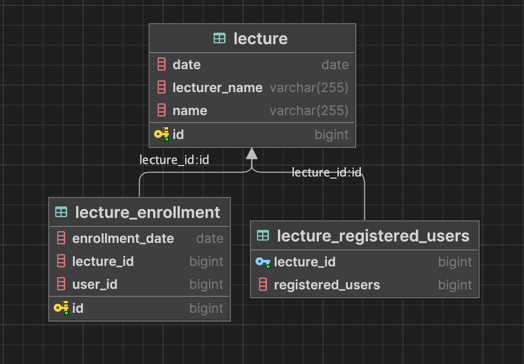 lecture
date date
lecturer_name varchar(255)
name varchar(255)
id bigint
lecture_id:id
lecture_id:id
lecture_enrollment
enrollment_date date
lecture_id bigint
user_id bigint
id bigint
lecture_registered_users
lecture_id bigint
registered_users bigint